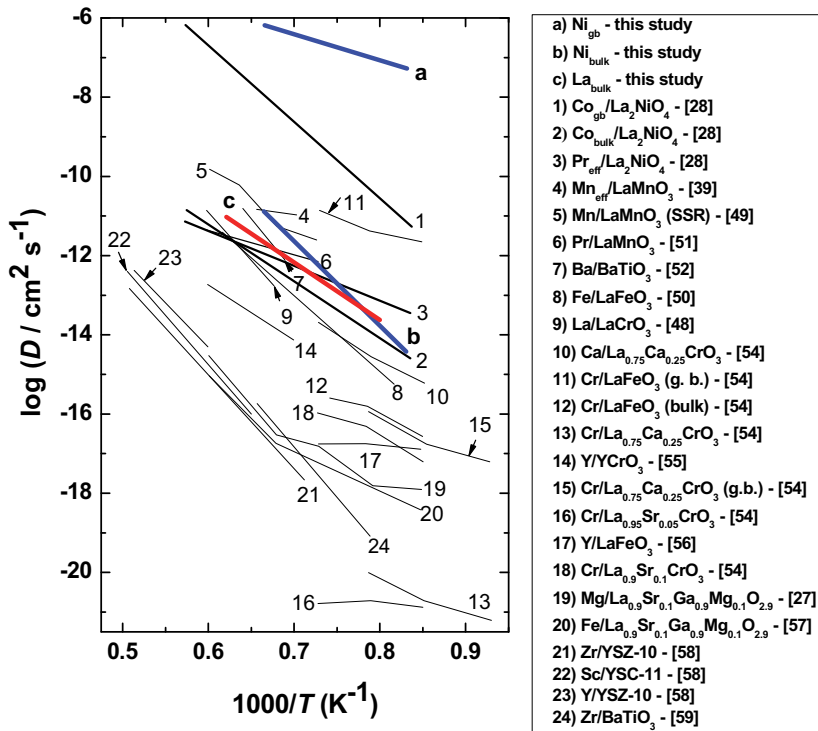 -6
-8
-10
-12
-14
-16
-18
-20
log (D / cm² s⁻¹)
0.5 0.6 0.7 0.8 0.9
1000/T (K⁻¹)
a
b
c
1
2
3
4
5
6
7
8
9
10
11
12
13
14
15
16
17
18
19
20
21
22
23
24
a) Ni_gb - this study
b) Ni_bulk - this study
c) La_bulk - this study
1) Co_gb/La₂NiO₄ - [28]
2) Co_bulk/La₂NiO₄ - [28]
3) Pr_eff/La₂NiO₄ - [28]
4) Mn_eff/LaMnO₃ - [39]
5) Mn/LaMnO₃ (SSR) - [49]
6) Pr/LaMnO₃ - [51]
7) Ba/BaTiO₃ - [52]
8) Fe/LaFeO₃ - [50]
9) La/LaCrO₃ - [48]
10) Ca/La₀.₇₅Ca₀.₂₅CrO₃ - [54]
11) Cr/LaFeO₃ (g. b.) - [54]
12) Cr/LaFeO₃ (bulk) - [54]
13) Cr/La₀.₇₅Ca₀.₂₅CrO₃ - [54]
14) Y/YCrO₃ - [55]
15) Cr/La₀.₇₅Ca₀.₂₅CrO₃ (g.b.) - [54]
16) Cr/La₀.₉₅Sr₀.₀₅CrO₃ - [54]
17) Y/LaFeO₃ - [56]
18) Cr/La₀.₉Sr₀.₁CrO₃ - [54]
19) Mg/La₀.₉Sr₀.₁Ga₀.₉Mg₀.₁O₂.₉ - [27]
20) Fe/La₀.₉Sr₀.₁Ga₀.₉Mg₀.₁O₂.₉ - [57]
21) Zr/YSZ-10 - [58]
22) Sc/YSC-11 - [58]
23) Y/YSZ-10 - [58]
24) Zr/BaTiO₃ - [59]